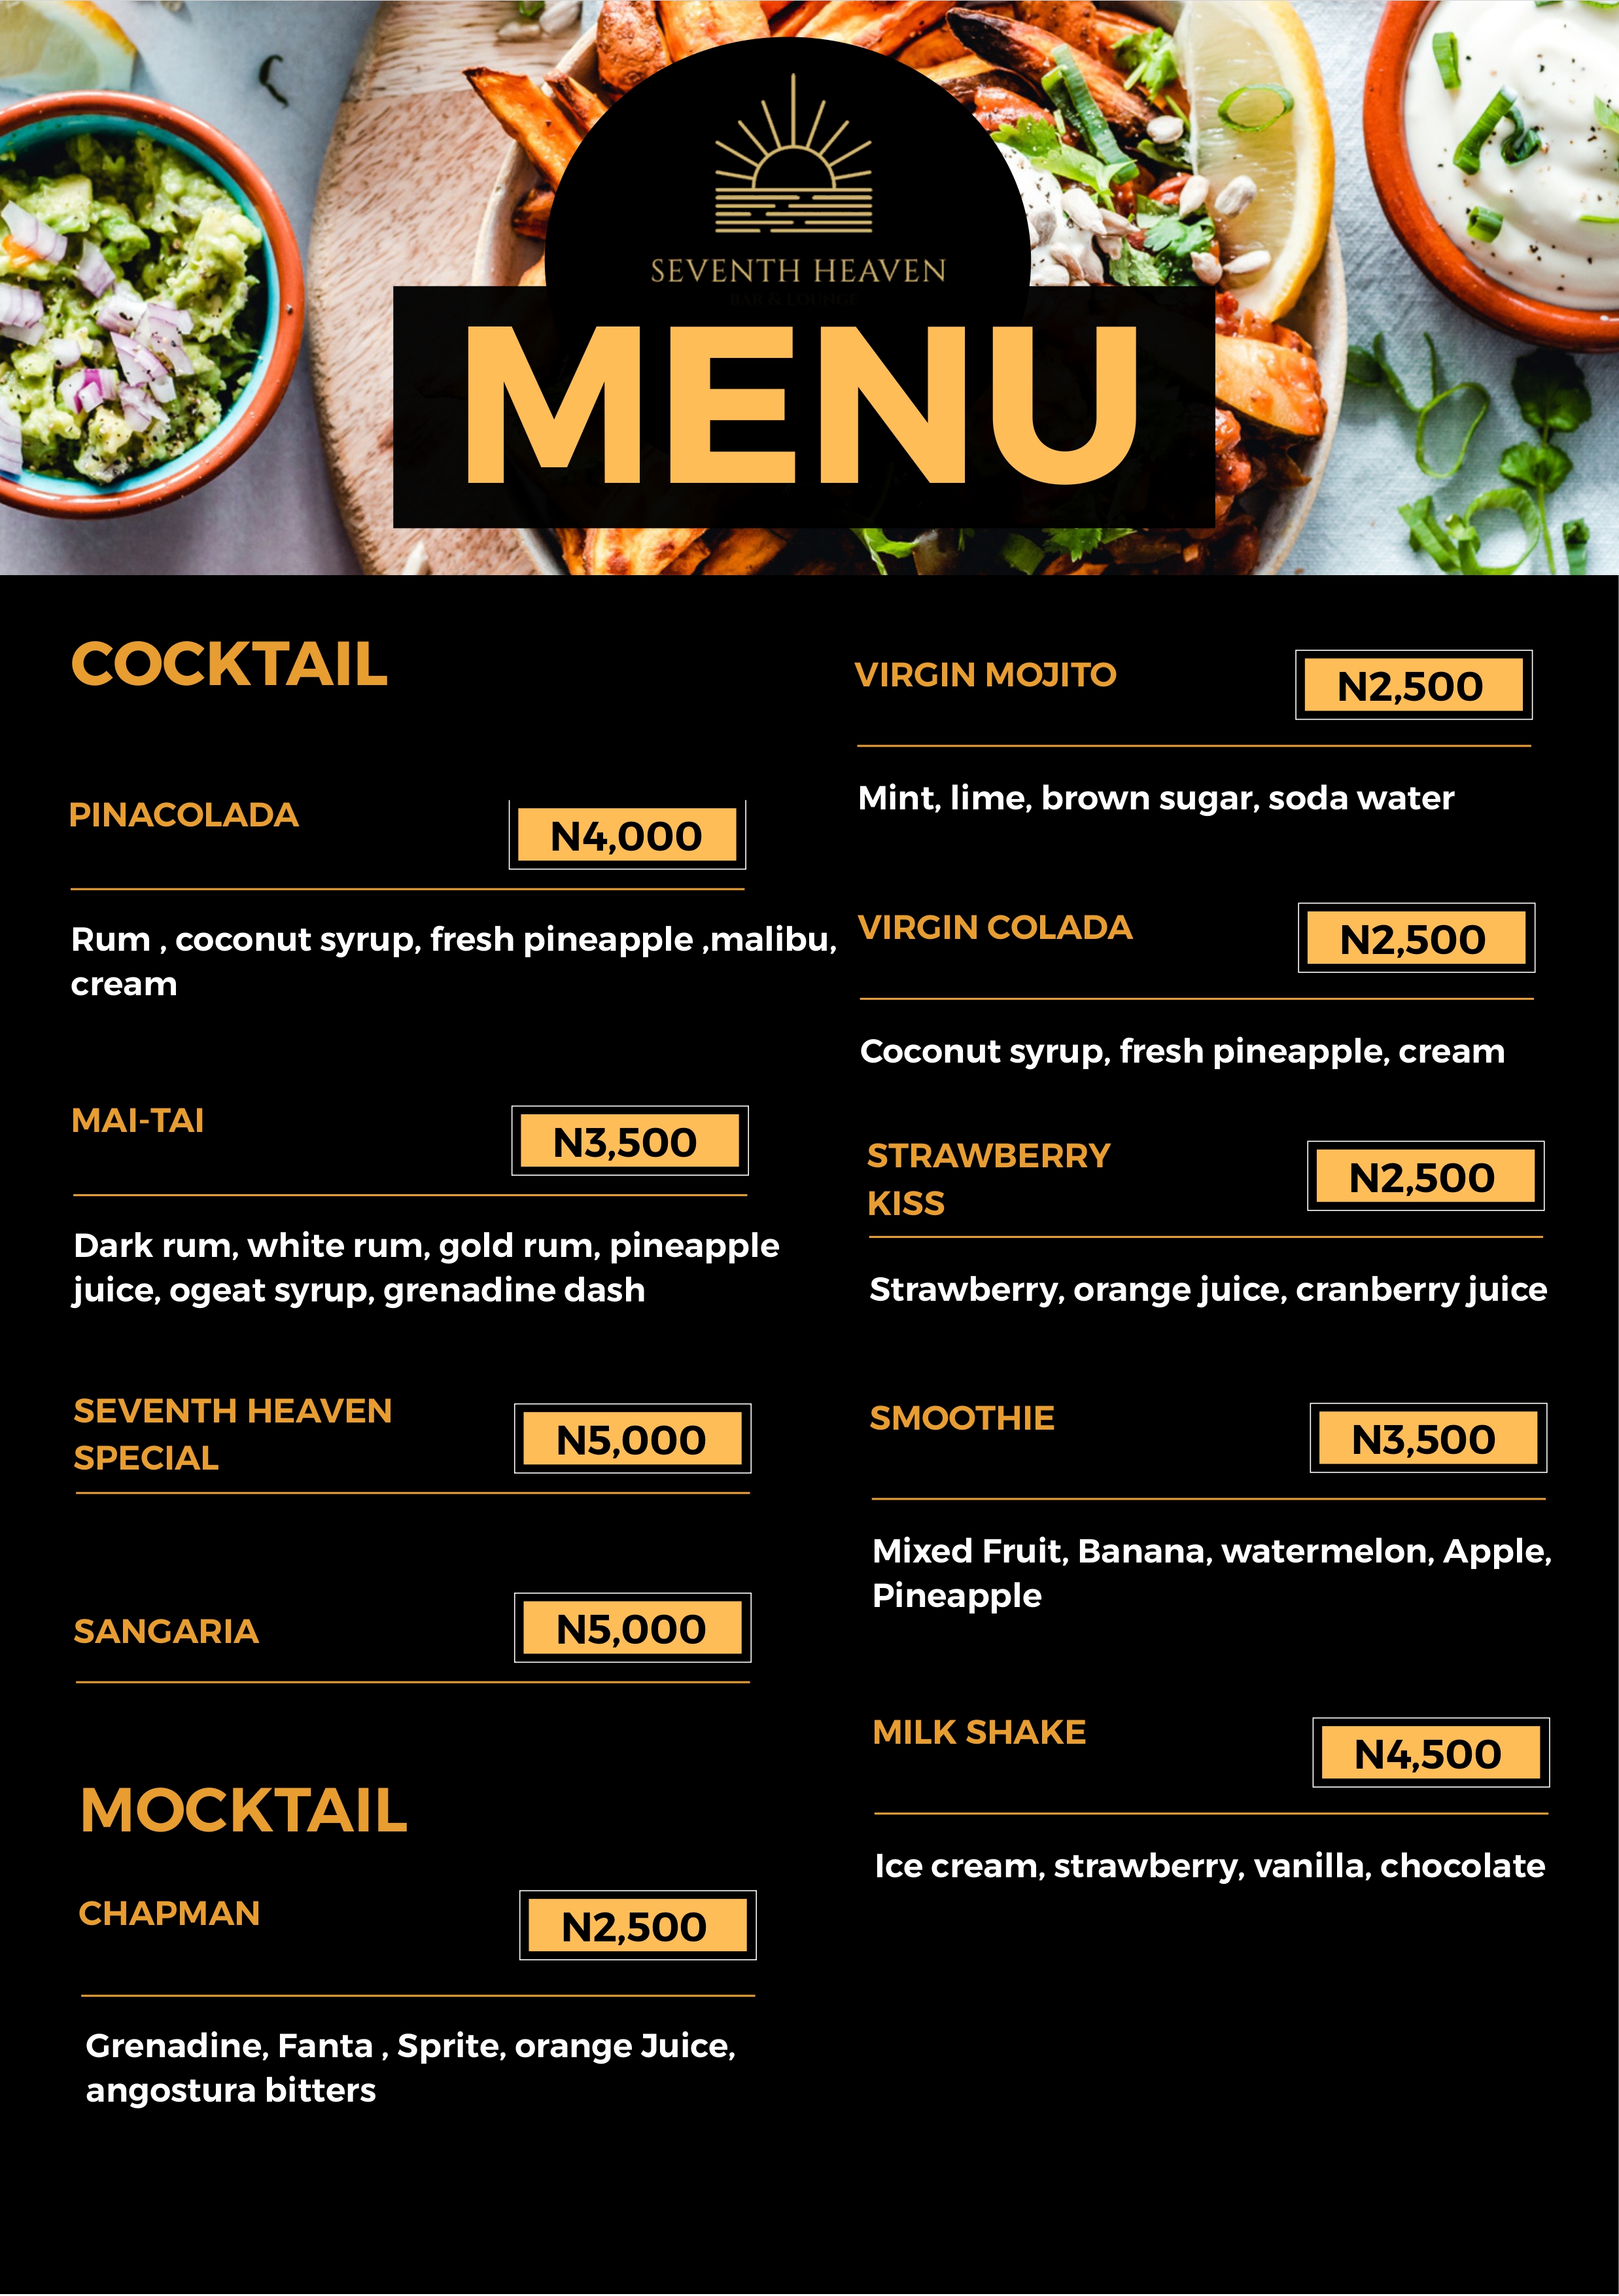 SEVENTH HEAVEN
BAR & LOUNGE
MENU
COCKTAIL
PINACOLADA
N4,000
Rum , coconut syrup, fresh pineapple ,malibu,
cream
MAI-TAI
N3,500
Dark rum, white rum, gold rum, pineapple
juice, ogeat syrup, grenadine dash
SEVENTH HEAVEN
SPECIAL
N5,000
SANGARIA
N5,000
MOCKTAIL
CHAPMAN
N2,500
Grenadine, Fanta , Sprite, orange Juice,
angostura bitters
VIRGIN MOJITO
N2,500
Mint, lime, brown sugar, soda water
VIRGIN COLADA
N2,500
Coconut syrup, fresh pineapple, cream
STRAWBERRY
KISS
N2,500
Strawberry, orange juice, cranberry juice
SMOOTHIE
N3,500
Mixed Fruit, Banana, watermelon, Apple,
Pineapple
MILK SHAKE
N4,500
Ice cream, strawberry, vanilla, chocolate